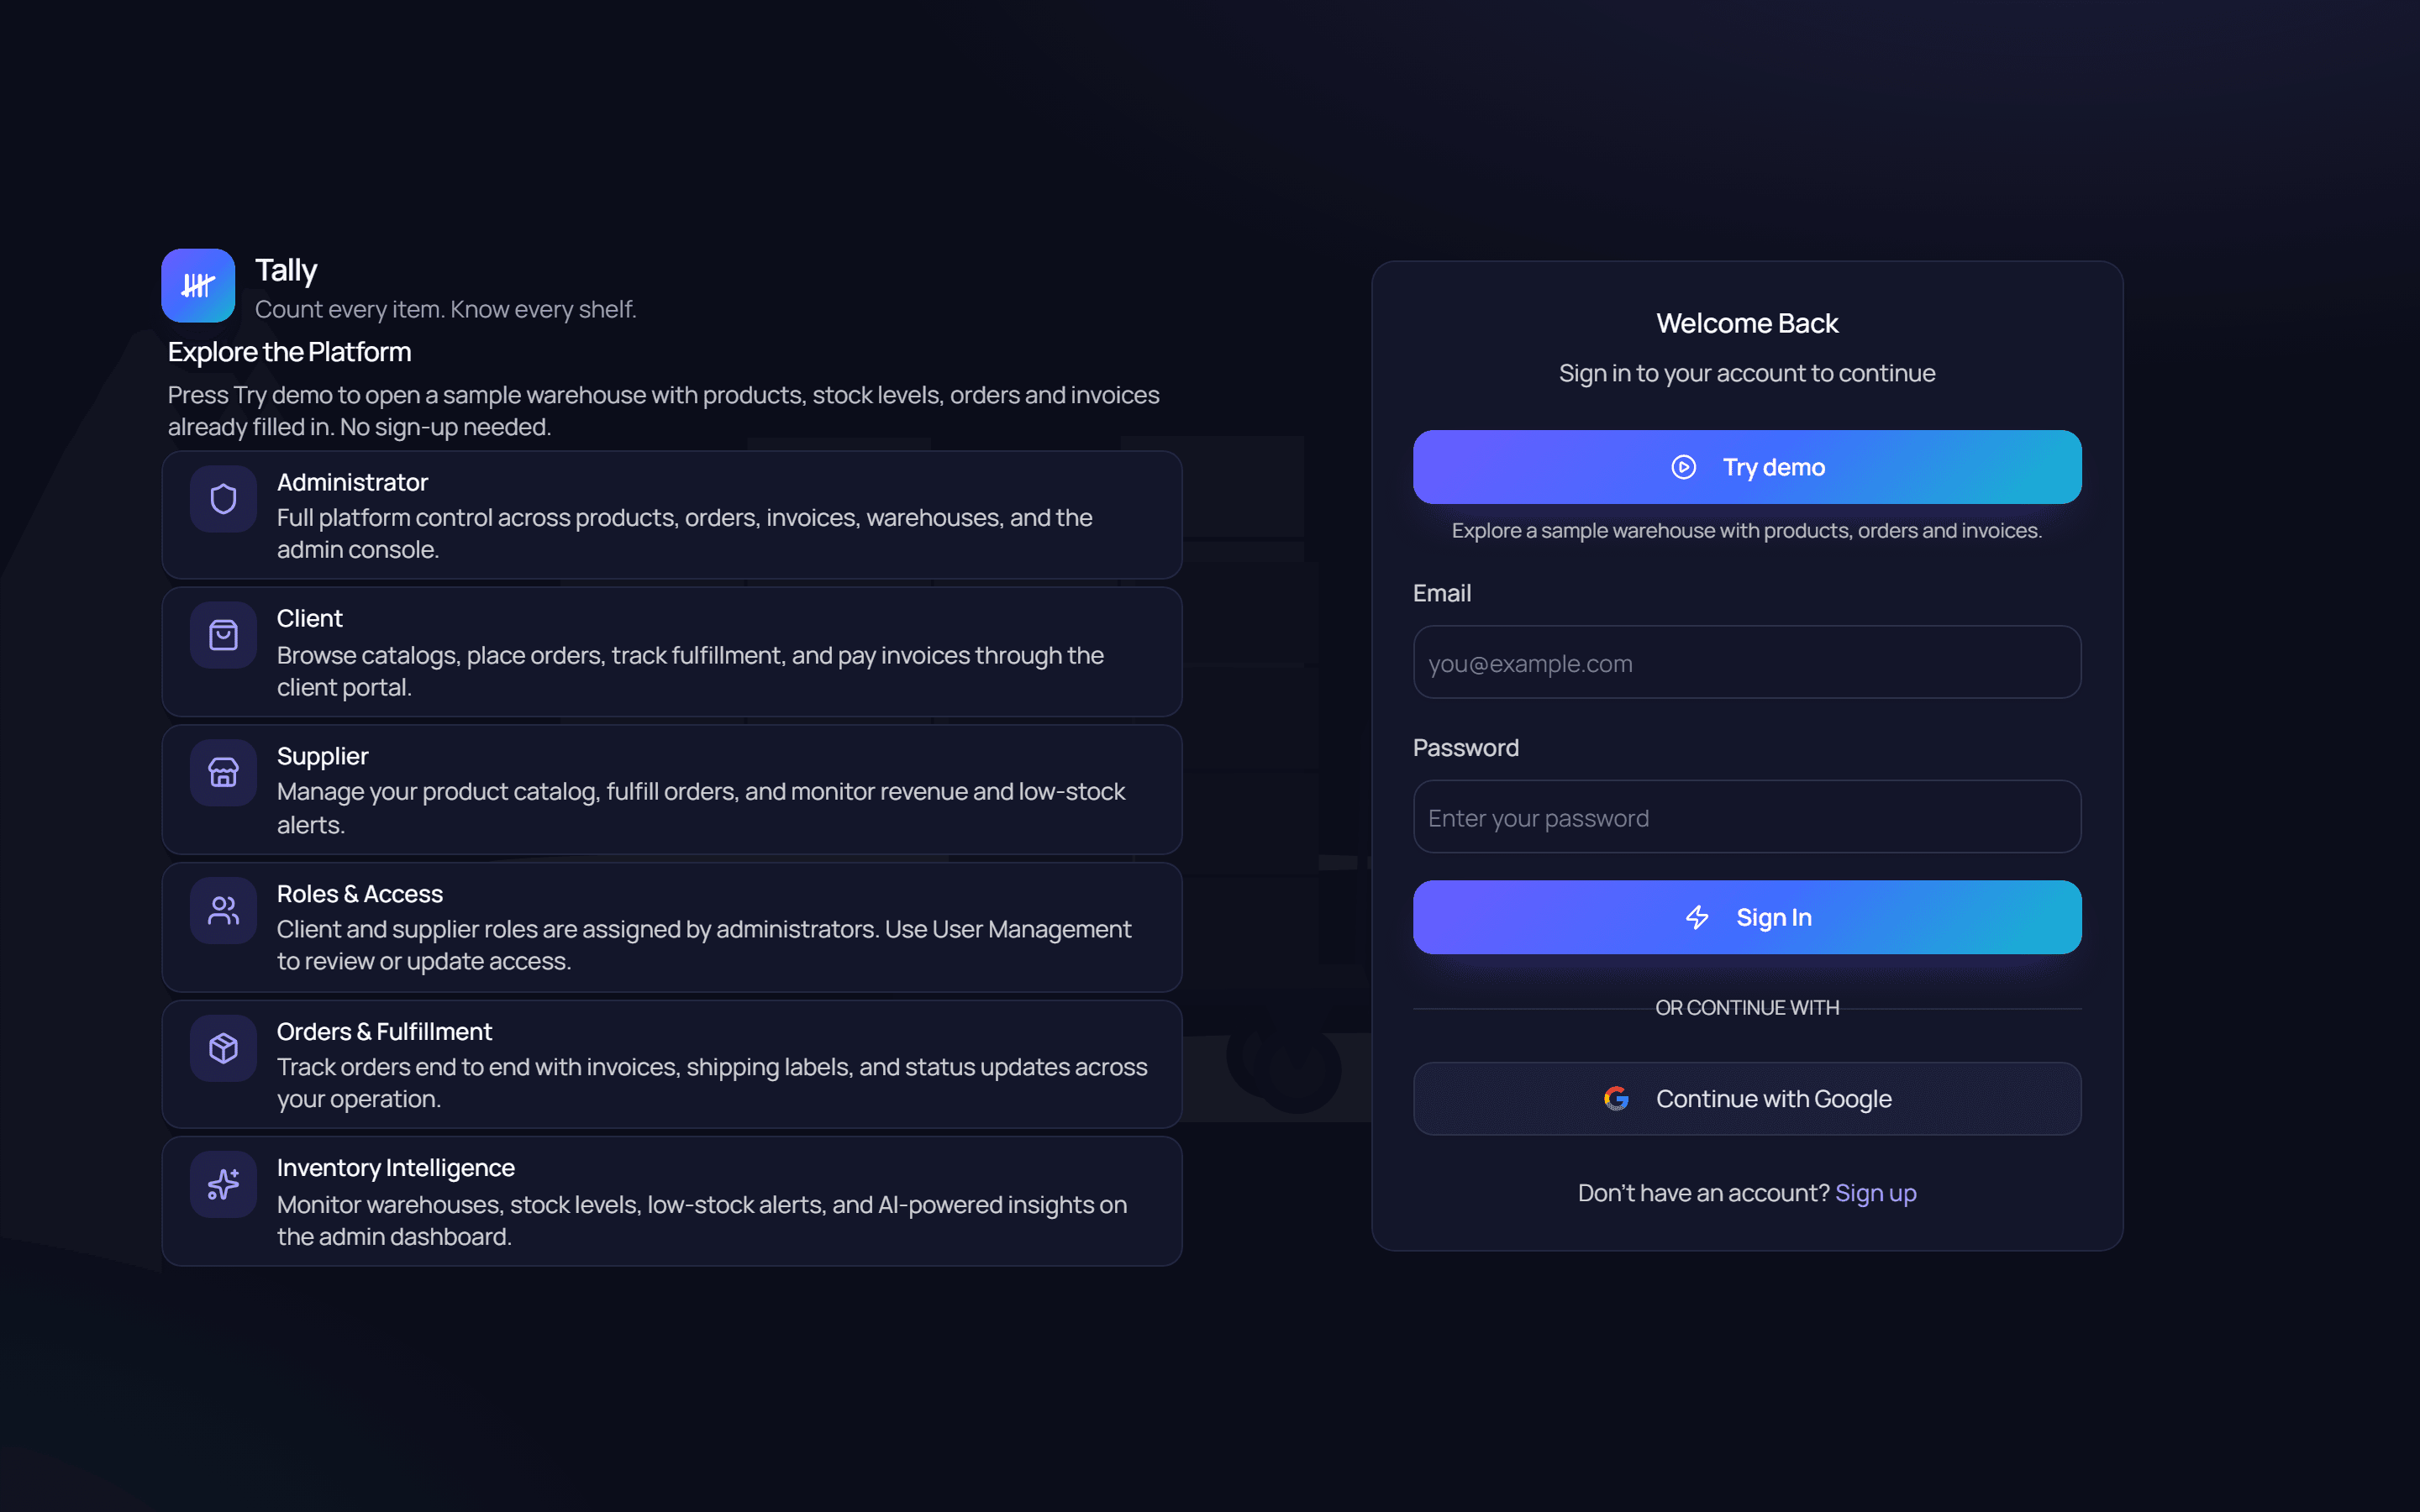 Tally
Count every item. Know every shelf.
Explore the Platform
Press Try demo to open a sample warehouse with products, stock levels, orders and invoices
already filled in. No sign-up needed.
Administrator
Full platform control across products, orders, invoices, warehouses, and the
admin console.
Client
Browse catalogs, place orders, track fulfillment, and pay invoices through the
client portal.
Supplier
Manage your product catalog, fulfill orders, and monitor revenue and low-stock
alerts.
Roles & Access
Client and supplier roles are assigned by administrators. Use User Management
to review or update access.
Orders & Fulfillment
Track orders end to end with invoices, shipping labels, and status updates across
your operation.
Inventory Intelligence
Monitor warehouses, stock levels, low-stock alerts, and AI-powered insights on
the admin dashboard.
Welcome Back
Sign in to your account to continue
Try demo
Explore a sample warehouse with products, orders and invoices.
Email
you@example.com
Password
Enter your password
Sign In
OR CONTINUE WITH
Continue with Google
Don't have an account? Sign up